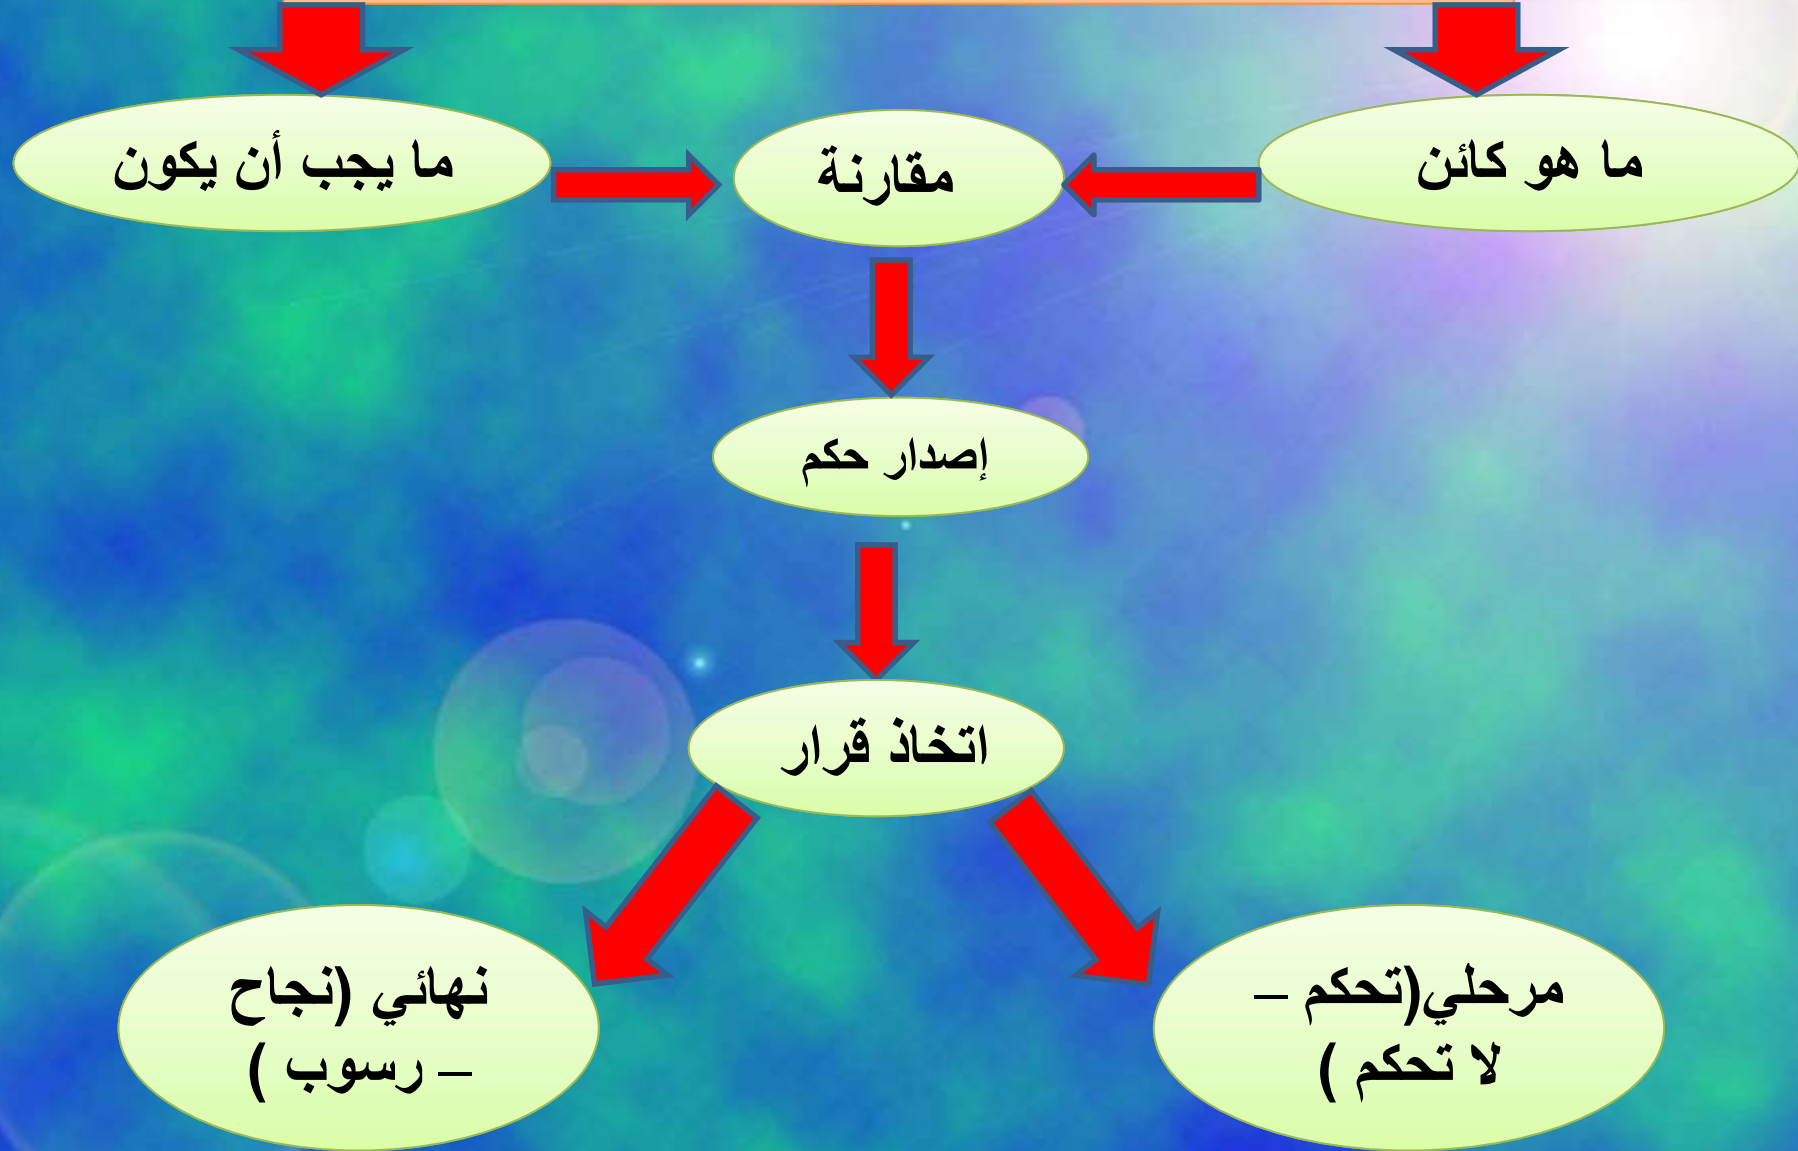 ما هو كائن
مقارنة
ما يجب أن يكون
إصدار حكم
اتخاذ قرار
مرحلي(تحكم –
لا تحكم )
نهائي (نجاح
– رسوب )